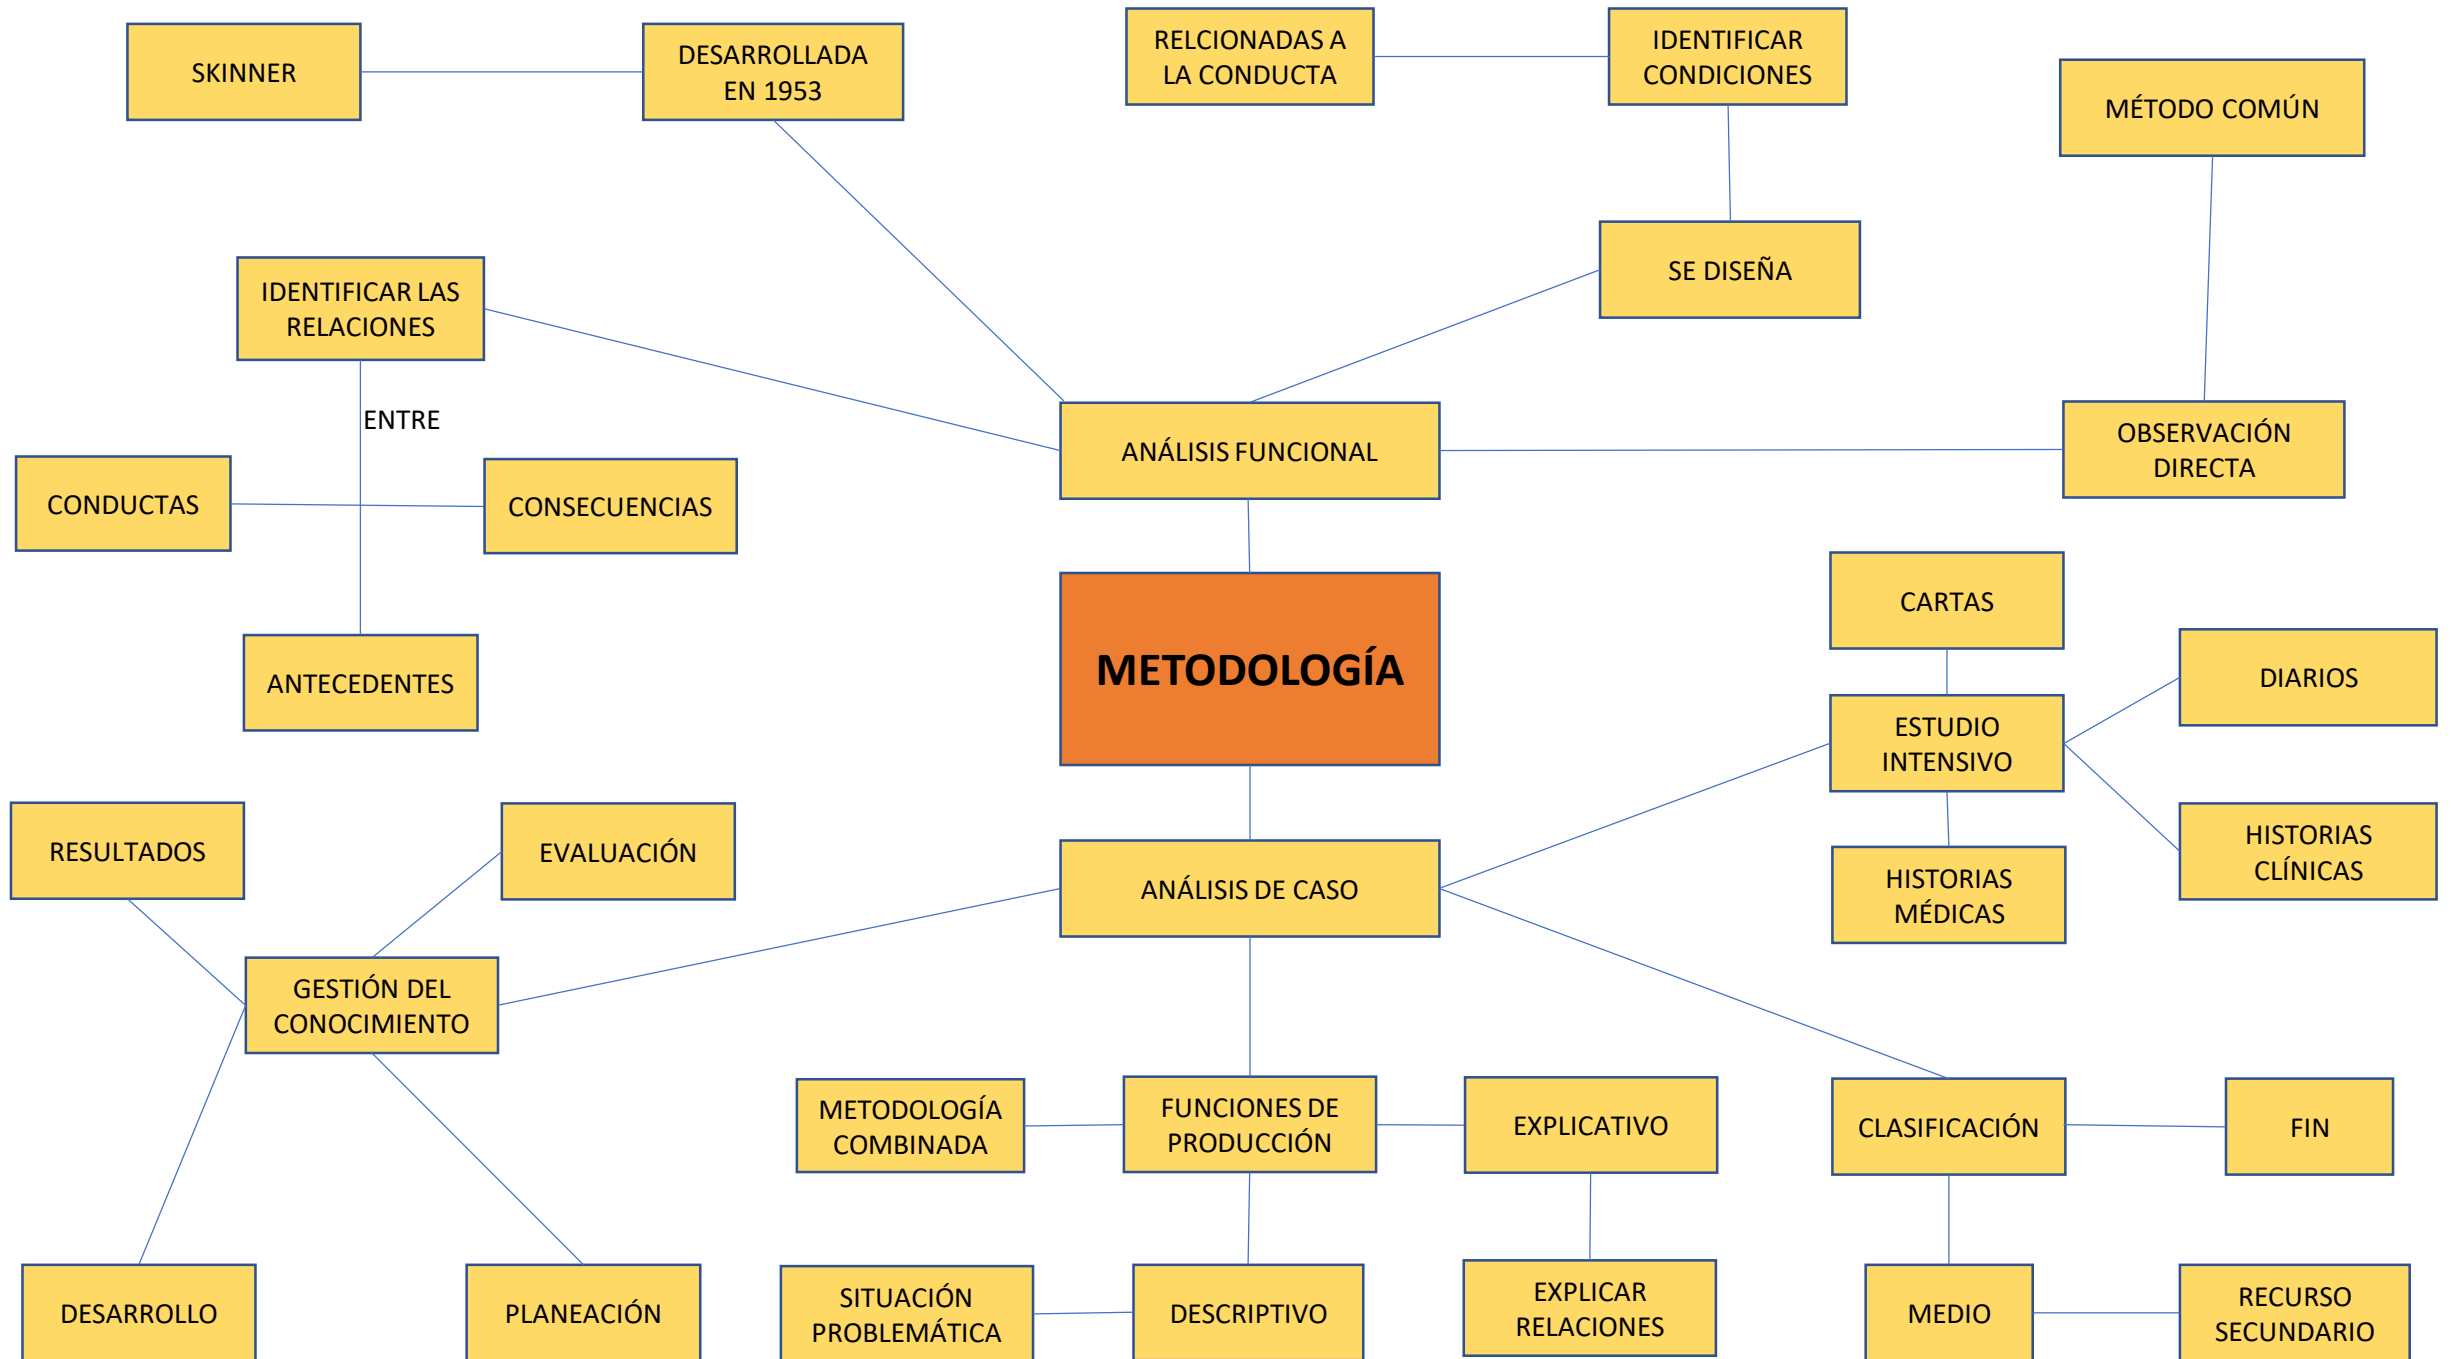 SKINNER
DESARROLLADA
EN 1953
RELCIONADAS A
LA CONDUCTA
IDENTIFICAR
CONDICIONES
MÉTODO COMÚN
SE DISEÑA
IDENTIFICAR LAS
RELACIONES
ENTRE
ANÁLISIS FUNCIONAL
OBSERVACIÓN
DIRECTA
CONDUCTAS
CONSECUENCIAS
ANTECEDENTES
METODOLOGÍA
CARTAS
DIARIOS
ESTUDIO
INTENSIVO
HISTORIAS
CLÍNICAS
HISTORIAS
MÉDICAS
RESULTADOS
EVALUACIÓN
ANÁLISIS DE CASO
GESTIÓN DEL
CONOCIMIENTO
METODOLOGÍA
COMBINADA
FUNCIONES DE
PRODUCCIÓN
EXPLICATIVO
CLASIFICACIÓN
FIN
DESARROLLO
PLANEACIÓN
SITUACIÓN
PROBLEMÁTICA
DESCRIPTIVO
EXPLICAR
RELACIONES
MEDIO
RECURSO
SECUNDARIO